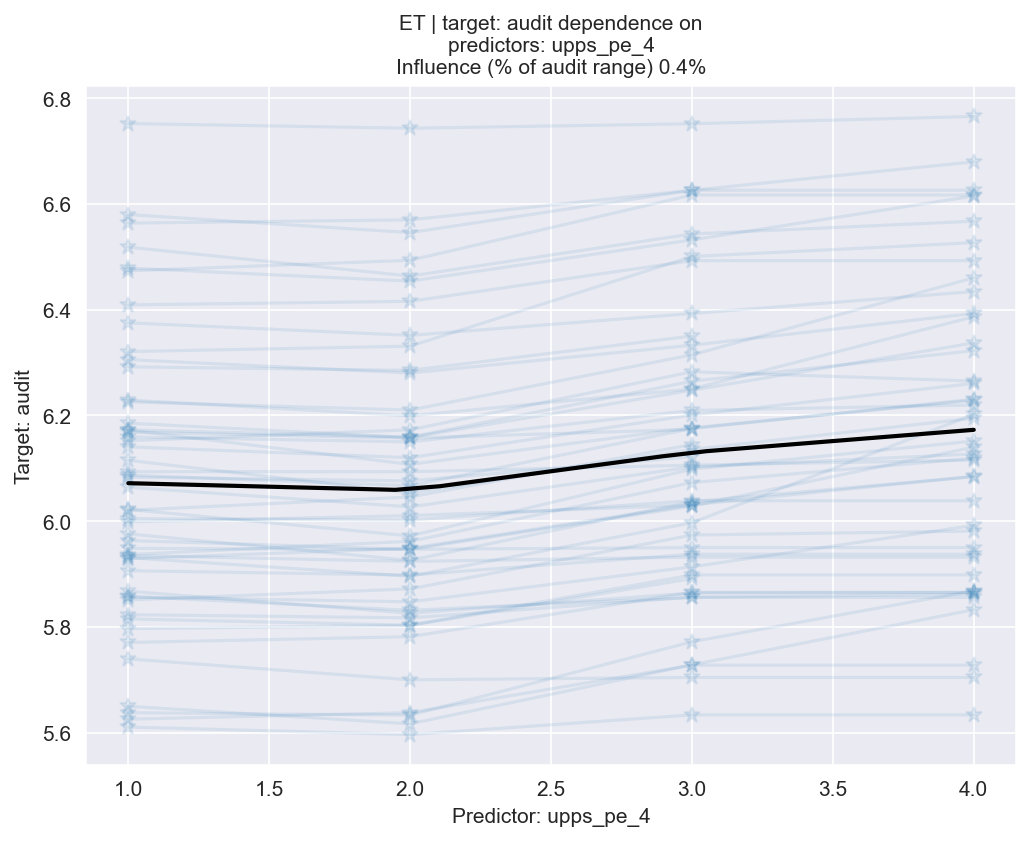 ET | target: audit dependence on
predictors: upps_pe_4
Influence (% of audit range) 0.4%
6.8
6.6
6.4
6.2
6.0
5.8
5.6
Target: audit
1.0
1.5
2.0
2.5
3.0
3.5
4.0
Predictor: upps_pe_4